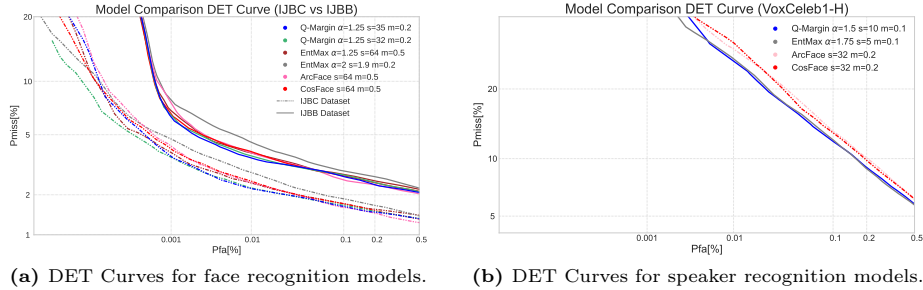 Model Comparison DET Curve (IJBC vs IJBB)
20
10
5
2
1
Pmiss[%]
Q-Margin α=1.25 s=35 m=0.2
Q-Margin α=1.25 s=32 m=0.2
EntMax α=1.25 s=64 m=0.5
EntMax α=2 s=1.9 m=0.2
ArcFace s=64 m=0.5
CosFace s=64 m=0.5
IJBC Dataset
IJBB Dataset
0.001 0.01 0.1 0.2 0.5
Pfa[%]
(a) DET Curves for face recognition models.
Model Comparison DET Curve (VoxCeleb1-H)
20
10
5
Pmiss[%]
Q-Margin α=1.5 s=10 m=0.1
EntMax α=1.75 s=5 m=0.1
ArcFace s=32 m=0.2
CosFace s=32 m=0.2
0.001 0.01 0.1 0.2 0.5
Pfa[%]
(b) DET Curves for speaker recognition models.